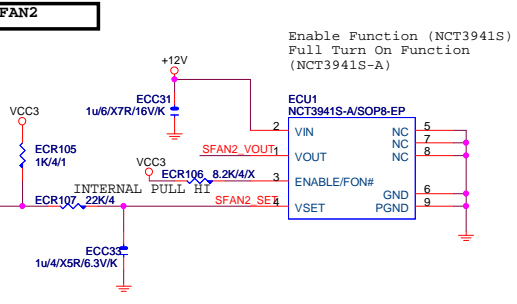 FAN2
Enable Function (NCT3941S)
Full Turn On Function
(NCT3941S-A)
+12V
ECC31
1u/6/X7R/16V/K
ECU1
NCT3941S-A/SOP8-EP
VCC3
2 VIN NC 5
NC 7
SFAN2_VOUT 1 VOUT NC 8
ECR105
1K/4/1
VCC3
ECR106 8.2K/4/X 3 ENABLE/FON#
INTERNAL PULL HI
GND 6
ECR107 22K/4 SFAN2_SET 4 VSET PGND 9
ECC33
1u/4/X5R/6.3V/K